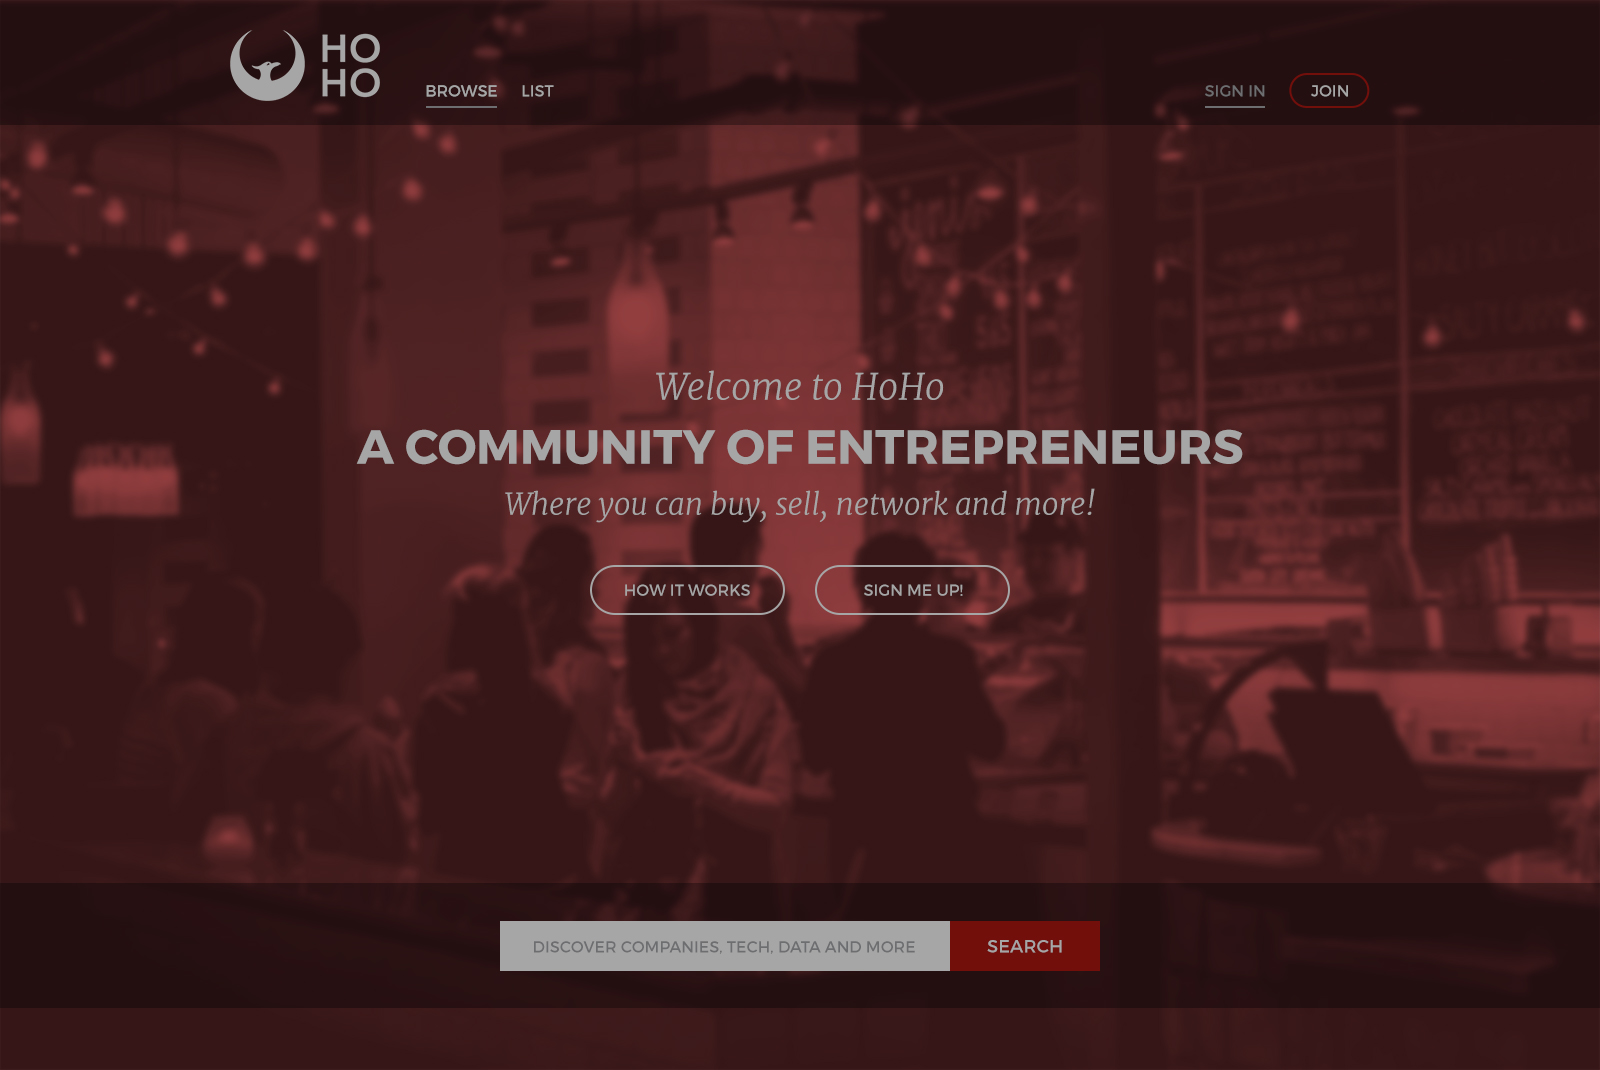 HO
HO
BROWSE LIST SIGN IN JOIN
Welcome to HoHo
A COMMUNITY OF ENTREPRENEURS
Where you can buy, sell, network and more!
HOW IT WORKS SIGN ME UP!
DISCOVER COMPANIES, TECH, DATA AND MORE SEARCH